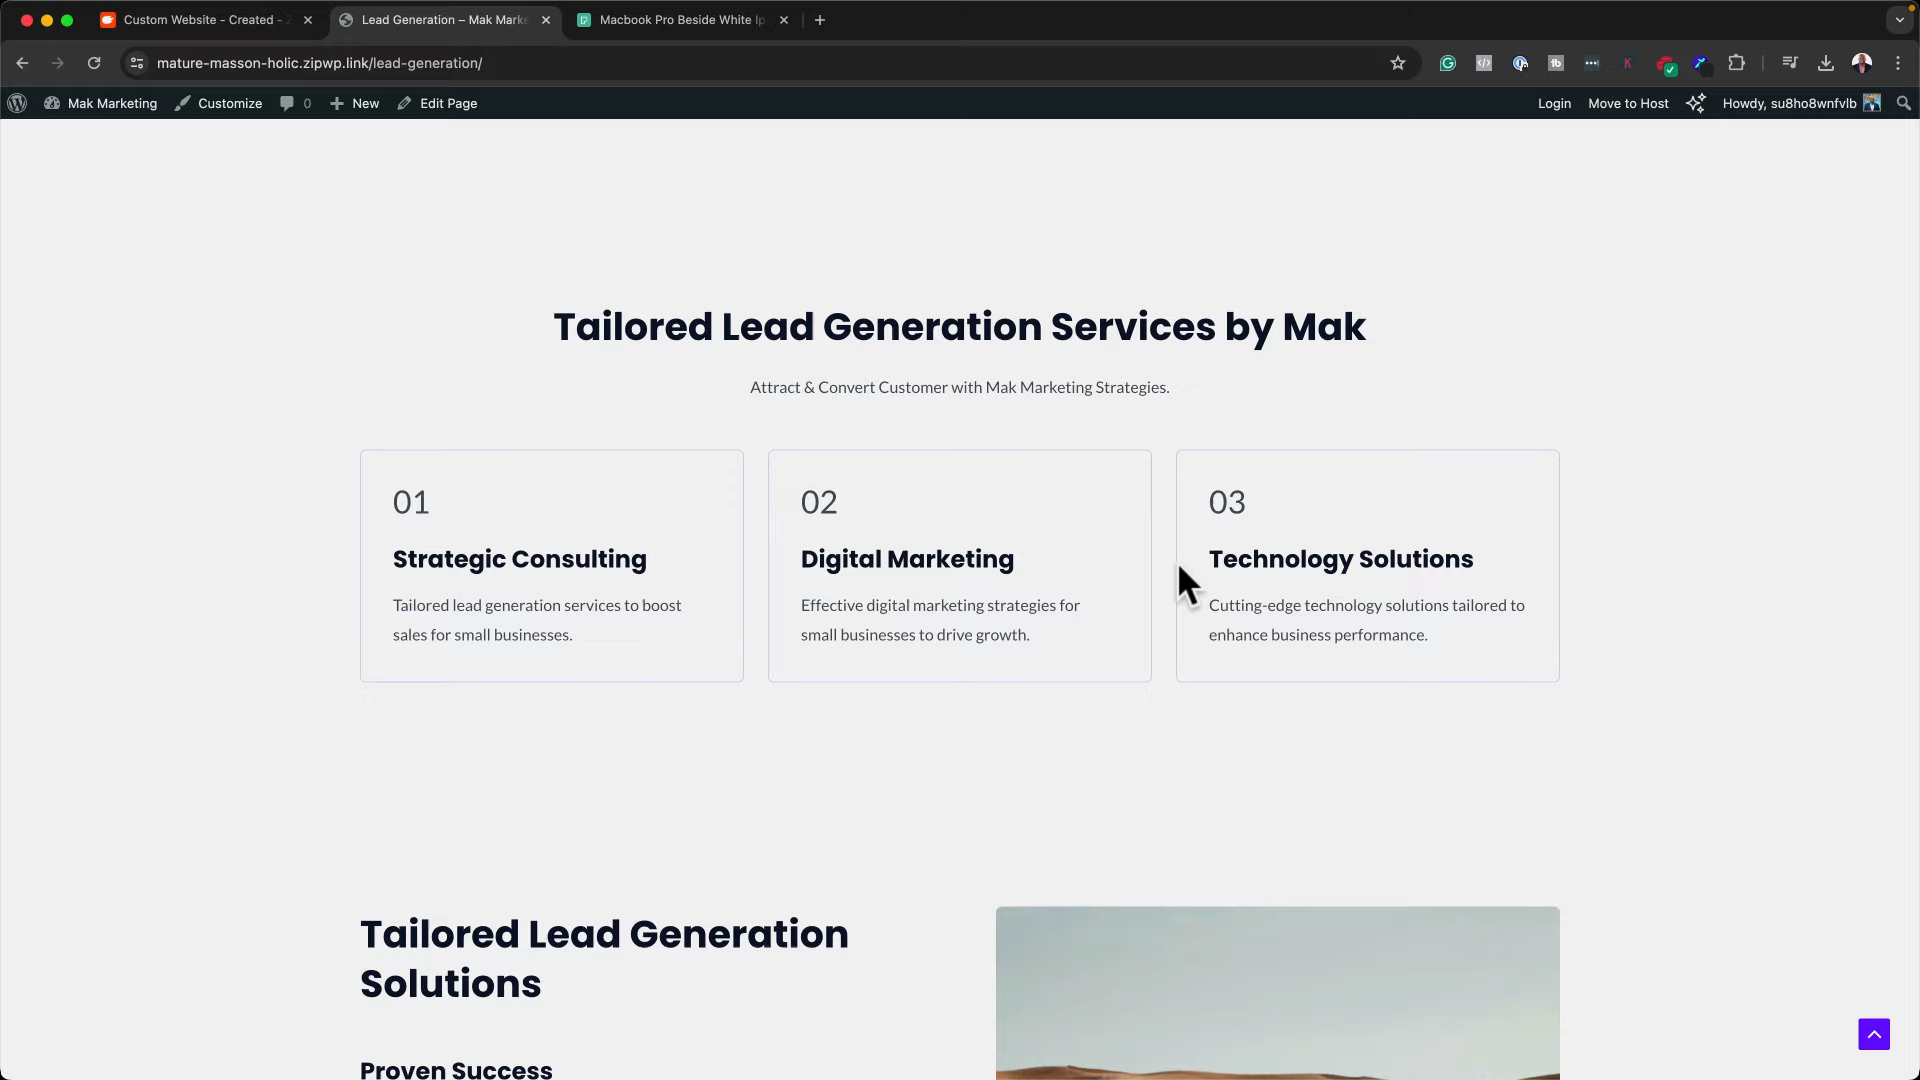 Custom Website - Created - Z
Lead Generation – Mak Marke
Macbook Pro Beside White Ip
mature-masson-holic.zipwp.link/lead-generation/
Mak Marketing
Customize
0
New
Edit Page
Login
Move to Host
Howdy, su8ho8wnfvlb
Tailored Lead Generation Services by Mak
Attract & Convert Customer with Mak Marketing Strategies.
01
Strategic Consulting
Tailored lead generation services to boost
sales for small businesses.
02
Digital Marketing
Effective digital marketing strategies for
small businesses to drive growth.
03
Technology Solutions
Cutting-edge technology solutions tailored to
enhance business performance.
Tailored Lead Generation
Solutions
Proven Success